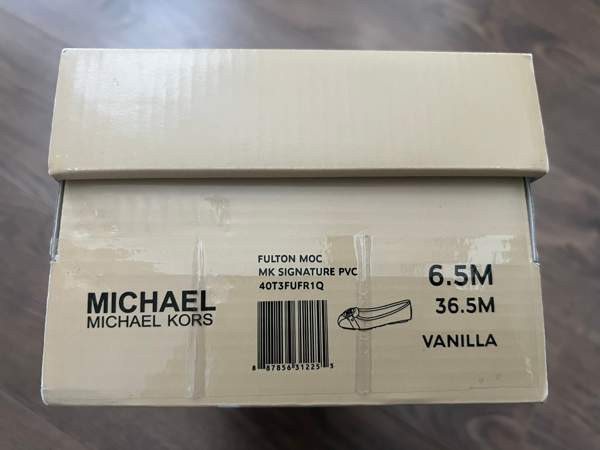 MICHAEL
MICHAEL KORS
FULTON MOC
MK SIGNATURE PVC
40T3FUFR1Q
8 87856 31225 5
6.5M
36.5M
VANILLA